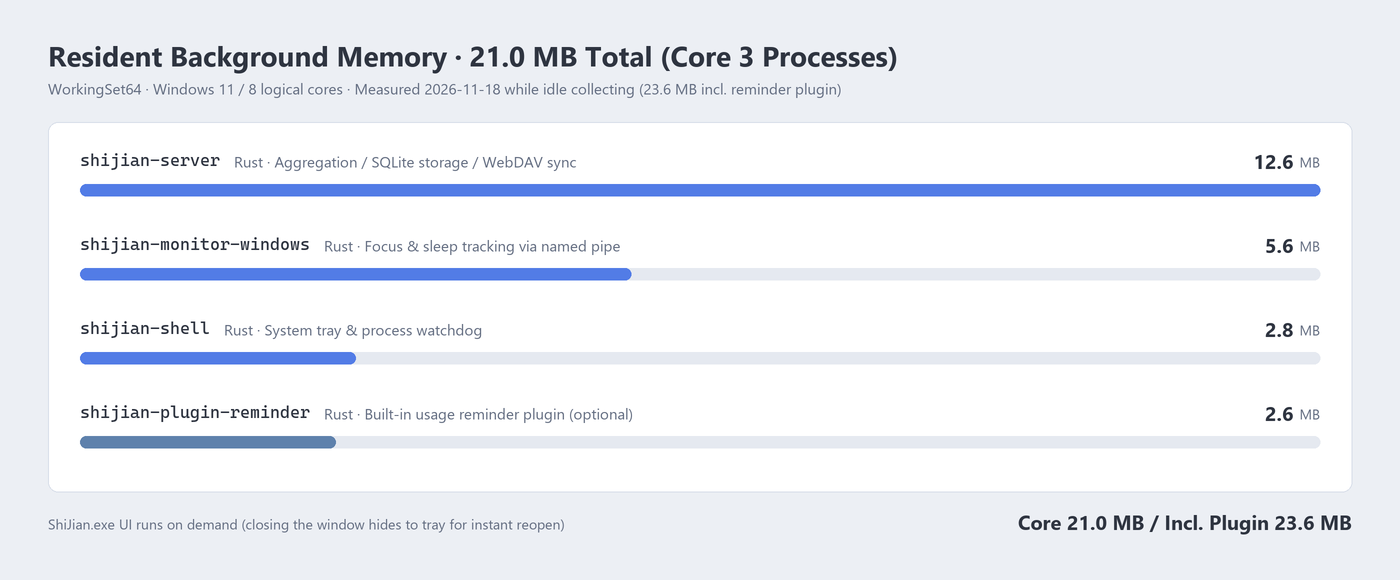 Resident Background Memory · 21.0 MB Total (Core 3 Processes)
WorkingSet64 · Windows 11 / 8 logical cores · Measured 2026-11-18 while idle collecting (23.6 MB incl. reminder plugin)
shijian-server Rust · Aggregation / SQLite storage / WebDAV sync 12.6 MB
shijian-monitor-windows Rust · Focus & sleep tracking via named pipe 5.6 MB
shijian-shell Rust · System tray & process watchdog 2.8 MB
shijian-plugin-reminder Rust · Built-in usage reminder plugin (optional) 2.6 MB
ShiJian.exe UI runs on demand (closing the window hides to tray for instant reopen) Core 21.0 MB / Incl. Plugin 23.6 MB